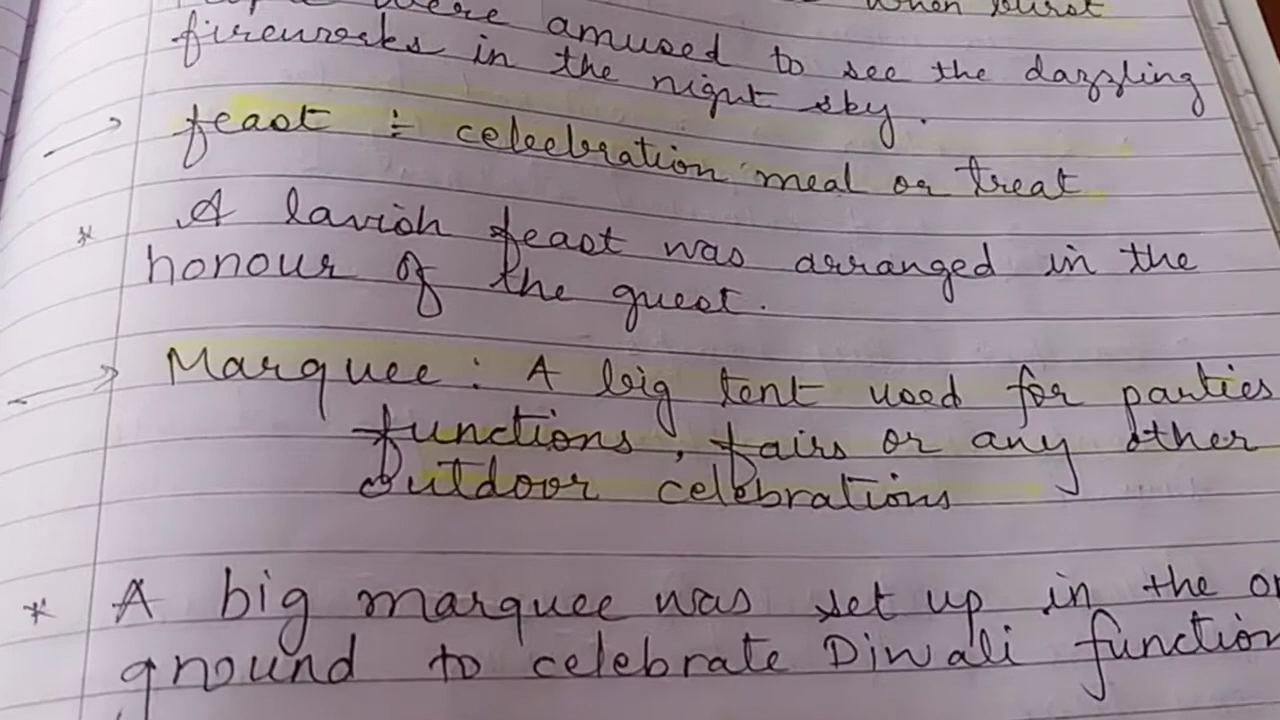 were amused to see the dazzling
fireworks in the night sky.
feast ÷ celeebration meal or treat
* A lavish feast was arranged in the
honour of the guest.
→ Marquee : A big tent used for parties
functions, fairs or any other
outdoor celebrations
* A big marquee was set up in the
ground to celebrate Diwali function